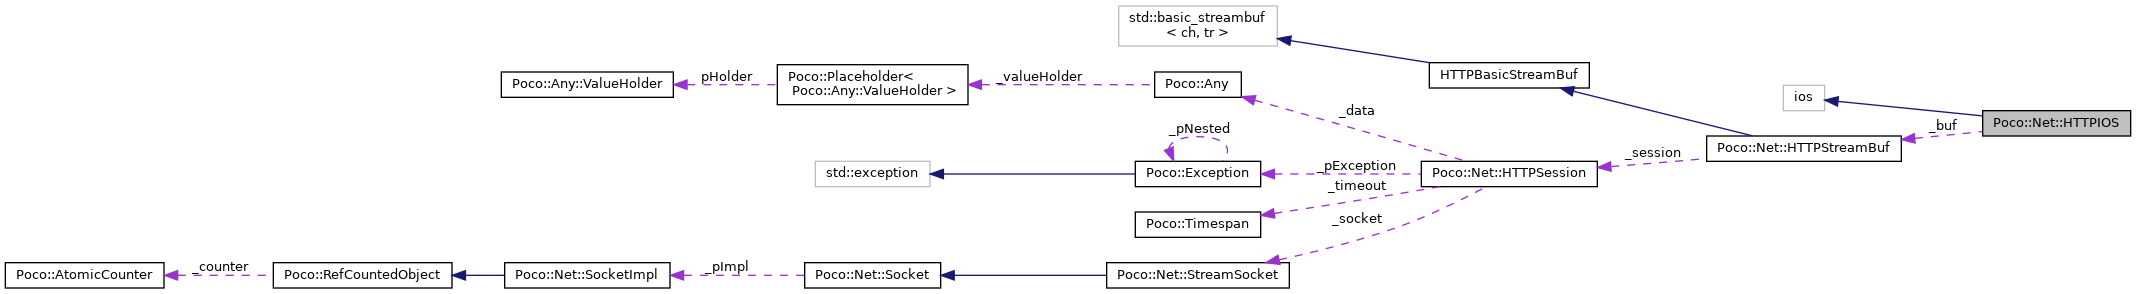 std::basic_streambuf
< ch, tr >
HTTPBasicStreamBuf
Poco::Any::ValueHolder
pHolder
Poco::Placeholder<
Poco::Any::ValueHolder >
_valueHolder
Poco::Any
_data
ios
Poco::Net::HTTPIOS
_buf
Poco::Net::HTTPStreamBuf
_session
_pNested
std::exception
Poco::Exception
_pException
Poco::Net::HTTPSession
_timeout
Poco::Timespan
_socket
Poco::AtomicCounter
_counter
Poco::RefCountedObject
Poco::Net::SocketImpl
_pImpl
Poco::Net::Socket
Poco::Net::StreamSocket